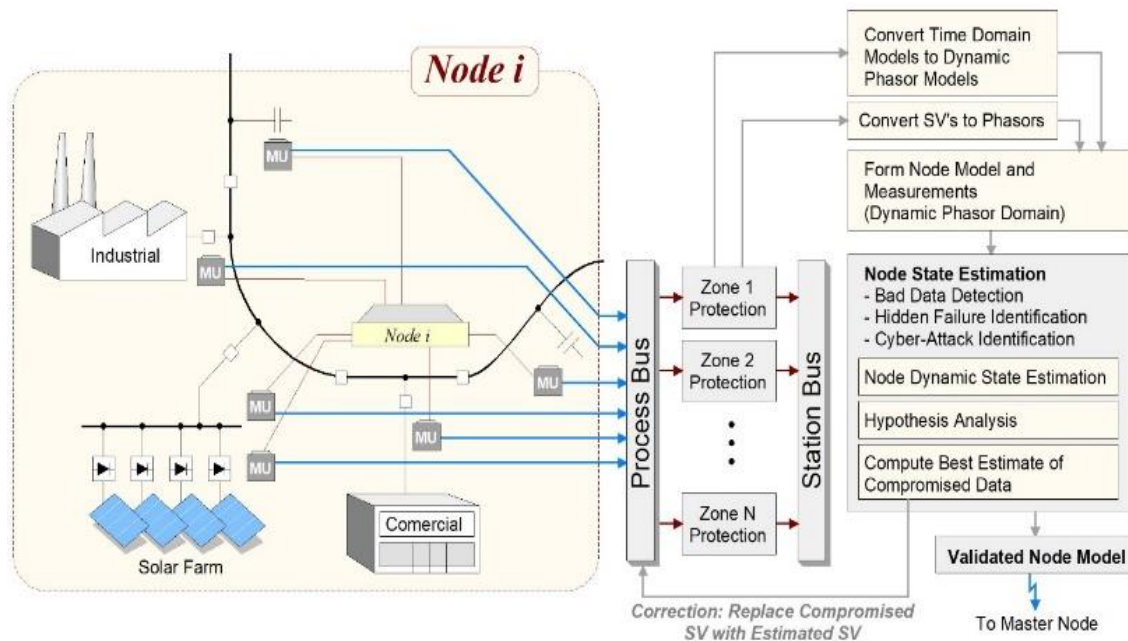 Node i
MU
Industrial
MU
Node i
MU
MU
MU
MU
Solar Farm
Comercial
Process Bus
Zone 1
Protection
Zone 2
Protection
Zone N
Protection
Station Bus
Correction: Replace Compromised
SV with Estimated SV
Convert Time Domain
Models to Dynamic
Phasor Models
Convert SV's to Phasors
Form Node Model and
Measurements
(Dynamic Phasor Domain)
Node State Estimation
- Bad Data Detection
- Hidden Failure Identification
- Cyber-Attack Identification
Node Dynamic State Estimation
Hypothesis Analysis
Compute Best Estimate of
Compromised Data
Validated Node Model
To Master Node